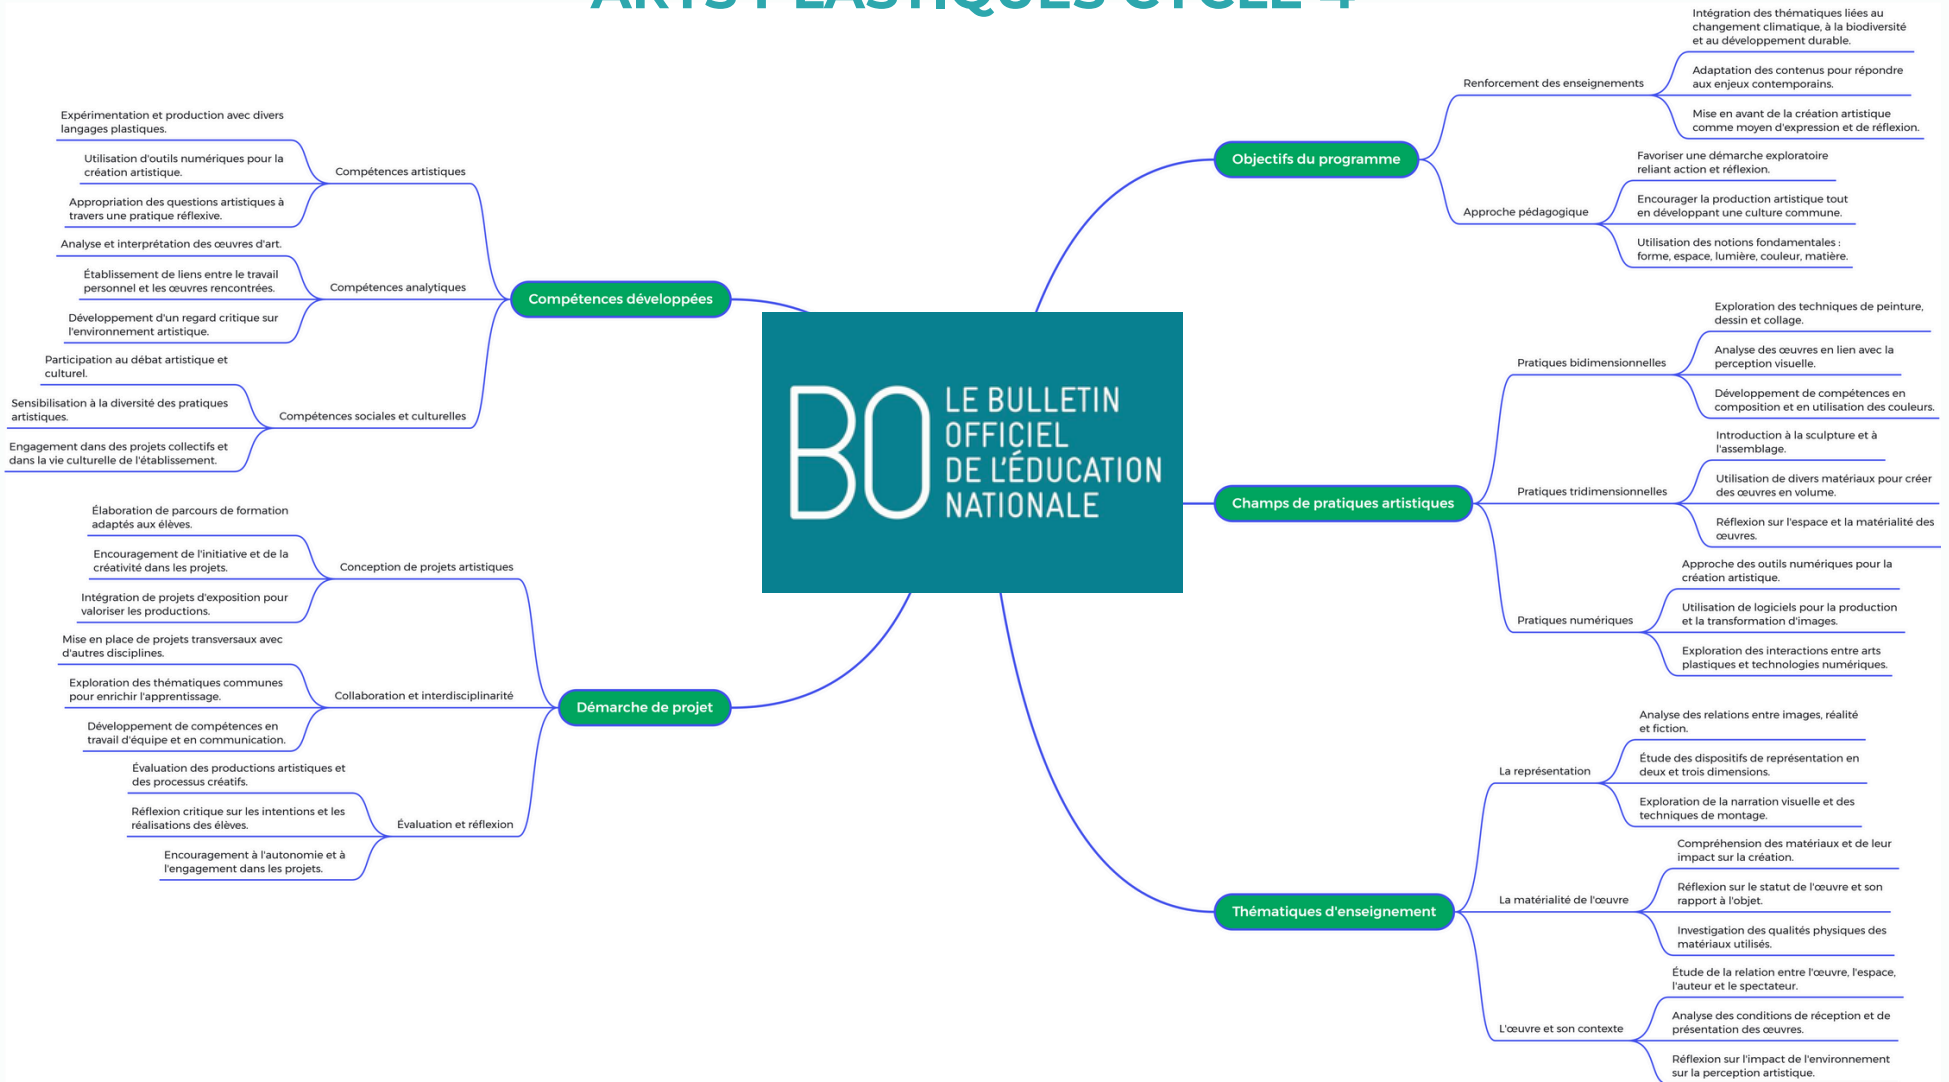 ARTS PLASTIQUES CYCLE 4
Expérimentation et production avec divers
langages plastiques.
Utilisation d'outils numériques pour la
création artistique.
Appropriation des questions artistiques à
travers une pratique réflexive.
Compétences artistiques
Analyse et interprétation des œuvres d'art.
Établissement de liens entre le travail
personnel et les œuvres rencontrées.
Développement d'un regard critique sur
l'environnement artistique.
Compétences analytiques
Participation au débat artistique et
culturel.
Sensibilisation à la diversité des pratiques
artistiques.
Engagement dans des projets collectifs et
dans la vie culturelle de l'établissement.
Compétences sociales et culturelles
Compétences développées
Élaboration de parcours de formation
adaptés aux élèves.
Encouragement de l'initiative et de la
créativité dans les projets.
Intégration de projets d'exposition pour
valoriser les productions.
Conception de projets artistiques
Mise en place de projets transversaux avec
d'autres disciplines.
Exploration des thématiques communes
pour enrichir l'apprentissage.
Développement de compétences en
travail d'équipe et en communication.
Collaboration et interdisciplinarité
Évaluation des productions artistiques et
des processus créatifs.
Réflexion critique sur les intentions et les
réalisations des élèves.
Encouragement à l'autonomie et à
l'engagement dans les projets.
Évaluation et réflexion
Démarche de projet
BO
LE BULLETIN
OFFICIEL
DE L'ÉDUCATION
NATIONALE
Objectifs du programme
Renforcement des enseignements
Intégration des thématiques liées au
changement climatique, à la biodiversité
et au développement durable.
Adaptation des contenus pour répondre
aux enjeux contemporains.
Mise en avant de la création artistique
comme moyen d'expression et de réflexion.
Approche pédagogique
Favoriser une démarche exploratoire
reliant action et réflexion.
Encourager la production artistique tout
en développant une culture commune.
Utilisation des notions fondamentales :
forme, espace, lumière, couleur, matière.
Champs de pratiques artistiques
Pratiques bidimensionnelles
Exploration des techniques de peinture,
dessin et collage.
Analyse des œuvres en lien avec la
perception visuelle.
Développement de compétences en
composition et en utilisation des couleurs.
Pratiques tridimensionnelles
Introduction à la sculpture et à
l'assemblage.
Utilisation de divers matériaux pour créer
des œuvres en volume.
Réflexion sur l'espace et la matérialité des
œuvres.
Pratiques numériques
Approche des outils numériques pour la
création artistique.
Utilisation de logiciels pour la production
et la transformation d'images.
Exploration des interactions entre arts
plastiques et technologies numériques.
Thématiques d'enseignement
La représentation
Analyse des relations entre images, réalité
et fiction.
Étude des dispositifs de représentation en
deux et trois dimensions.
Exploration de la narration visuelle et des
techniques de montage.
La matérialité de l'œuvre
Compréhension des matériaux et de leur
impact sur la création.
Réflexion sur le statut de l'œuvre et son
rapport à l'objet.
Investigation des qualités physiques des
matériaux utilisés.
L'œuvre et son contexte
Étude de la relation entre l'œuvre, l'espace,
l'auteur et le spectateur.
Analyse des conditions de réception et de
présentation des œuvres.
Réflexion sur l'impact de l'environnement
sur la perception artistique.